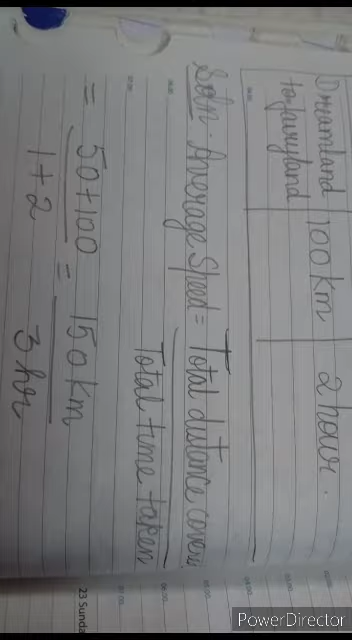 Dreamland 100 km 2 hour.
to fairyland
Soln. Average Speed = Total distance cover
Total time taken
= 50+100 = 150 km
1+2 3 hr
23 Sunda
PowerDirector